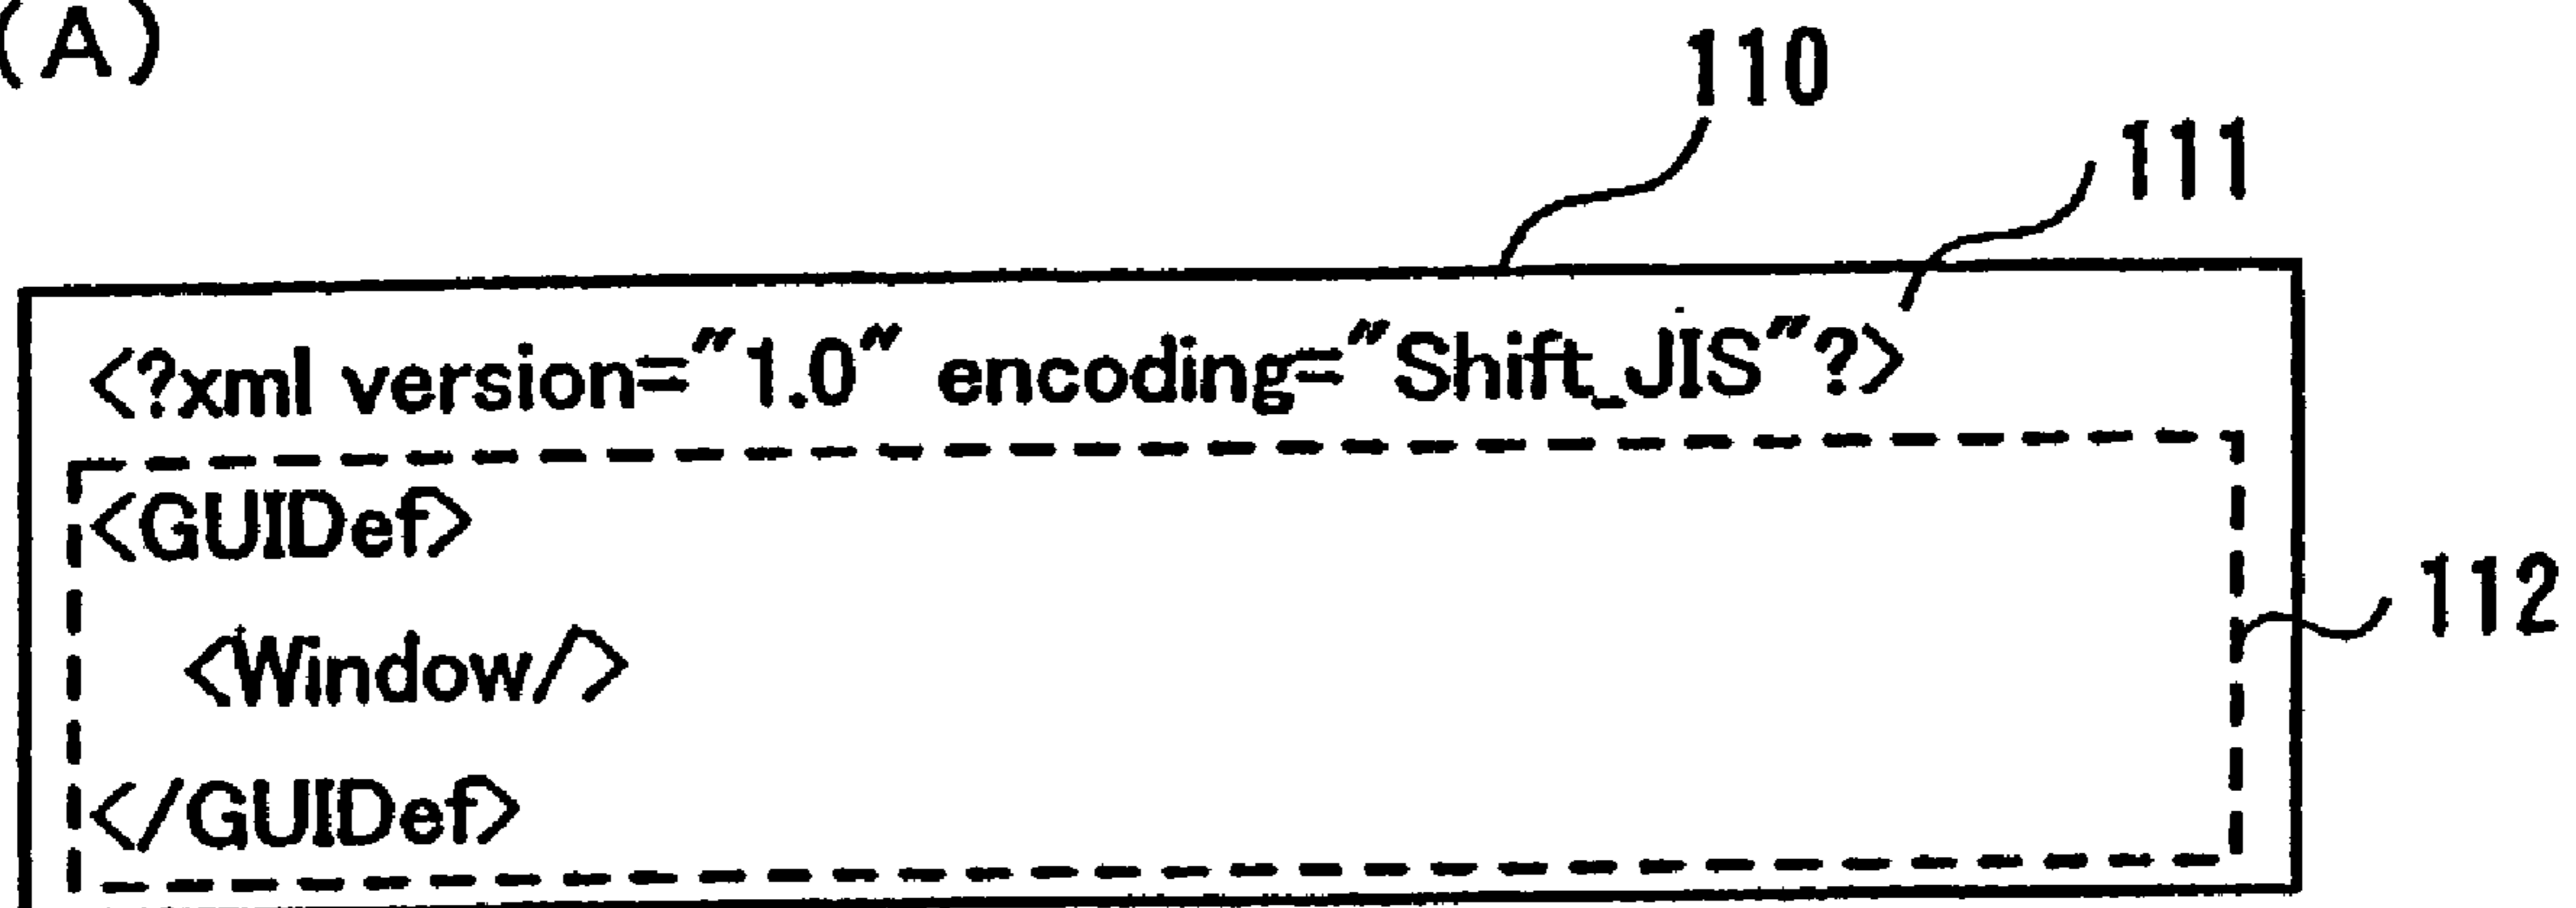 (A)
110
111
<?xml version="1.0" encoding="Shift_JIS"?>
<GUIDef>
<Window/>
112
</GUIDef>